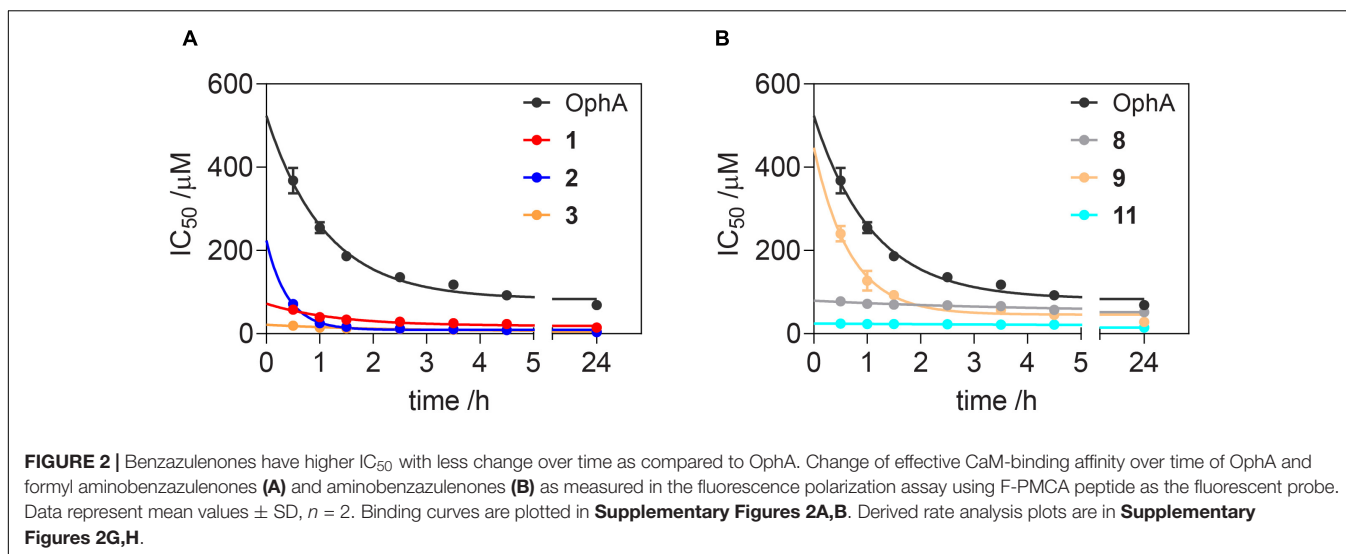 A
600
400
200
0
IC50 /μM
0 1 2 3 4 5 24
time /h
OphA
1
2
3
B
600
400
200
0
IC50 /μM
0 1 2 3 4 5 24
time /h
OphA
8
9
11
FIGURE 2 | Benzazulenones have higher IC50 with less change over time as compared to OphA. Change of effective CaM-binding affinity over time of OphA and
formyl aminobenzazulenones (A) and aminobenzazulenones (B) as measured in the fluorescence polarization assay using F-PMCA peptide as the fluorescent probe.
Data represent mean values ± SD, n = 2. Binding curves are plotted in Supplementary Figures 2A,B. Derived rate analysis plots are in Supplementary
Figures 2G,H.